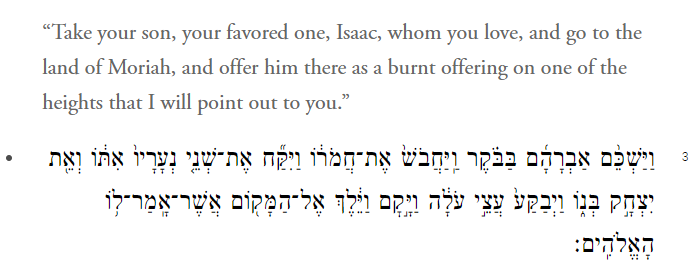 “Take your son, your favored one, Isaac, whom you love, and go to the
land of Moriah, and offer him there as a burnt offering on one of the
heights that I will point out to you.”
3 וַיַּשְׁכֵּ֨ם אַבְרָהָ֜ם בַּבֹּ֗קֶר וַֽיַּחֲבֹשׁ֙ אֶת־חֲמֹר֔וֹ וַיִּקַּ֞ח אֶת־שְׁנֵ֤י נְעָרָיו֙ אִתּ֔וֹ וְאֵ֖ת
יִצְחָ֣ק בְּנ֑וֹ וַיְבַקַּע֙ עֲצֵ֣י עֹלָ֔ה וַיָּ֣קׇם וַיֵּ֔לֶךְ אֶל־הַמָּק֖וֹם אֲשֶׁר־אָֽמַר־ל֥וֹ
הָאֱלֹהִֽים׃